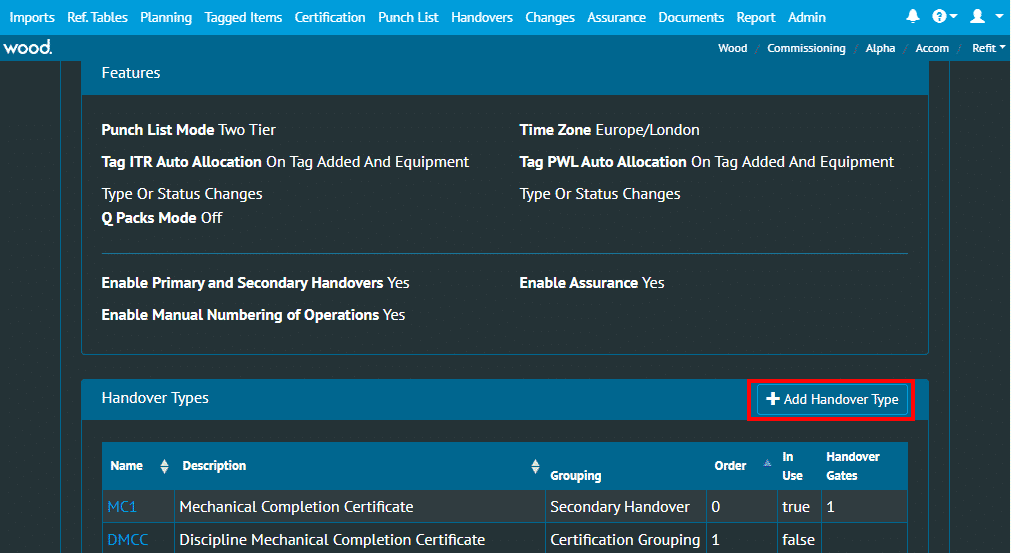 Imports Ref. Tables Planning Tagged Items Certification Punch List Handovers Changes Assurance Documents Report Admin
wood. Wood / Commissioning / Alpha / Accom / Refit
Features
Punch List Mode Two Tier Time Zone Europe/London
Tag ITR Auto Allocation On Tag Added And Equipment Tag PWL Auto Allocation On Tag Added And Equipment
Type Or Status Changes Type Or Status Changes
Q Packs Mode Off
Enable Primary and Secondary Handovers Yes Enable Assurance Yes
Enable Manual Numbering of Operations Yes
Handover Types Add Handover Type
Name Description Grouping Order In Use Handover Gates
MC1 Mechanical Completion Certificate Secondary Handover 0 true 1
DMCC Discipline Mechanical Completion Certificate Certification Grouping 1 false